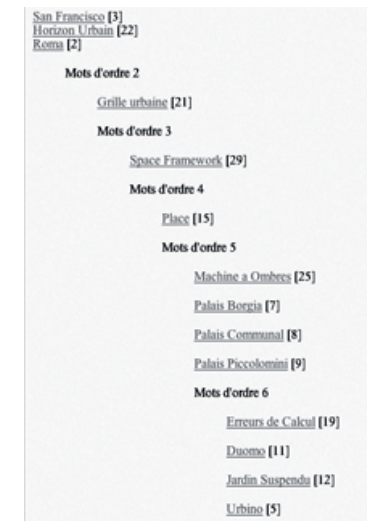 San Francisco [3]
Horizon Urbain [22]
Roma [2]
Mots d'ordre 2
Grille urbaine [21]
Mots d'ordre 3
Space Framework [29]
Mots d'ordre 4
Place [15]
Mots d'ordre 5
Machine a Ombres [25]
Palais Borgia [7]
Palais Communal [8]
Palais Piccolomini [9]
Mots d'ordre 6
Erreurs de Calcul [19]
Duomo [11]
Jardin Suspendu [12]
Urbino [5]